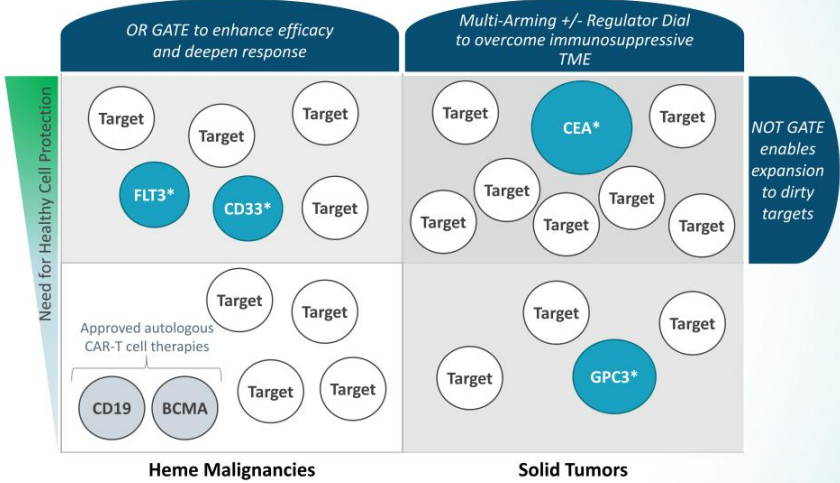 OR GATE to enhance efficacy
and deepen response
Multi-Arming +/- Regulator Dial
to overcome immunosuppressive
TME
Need for Healthy Cell Protection
Target
Target
Target
FLT3*
CD33*
Target
Target
CEA*
Target
Target
Target
Target
Target
Target
NOT GATE
enables
expansion
to dirty
targets
Target
Target
Approved autologous
CAR-T cell therapies
CD19
BCMA
Target
Target
Target
Target
Target
GPC3*
Heme Malignancies
Solid Tumors